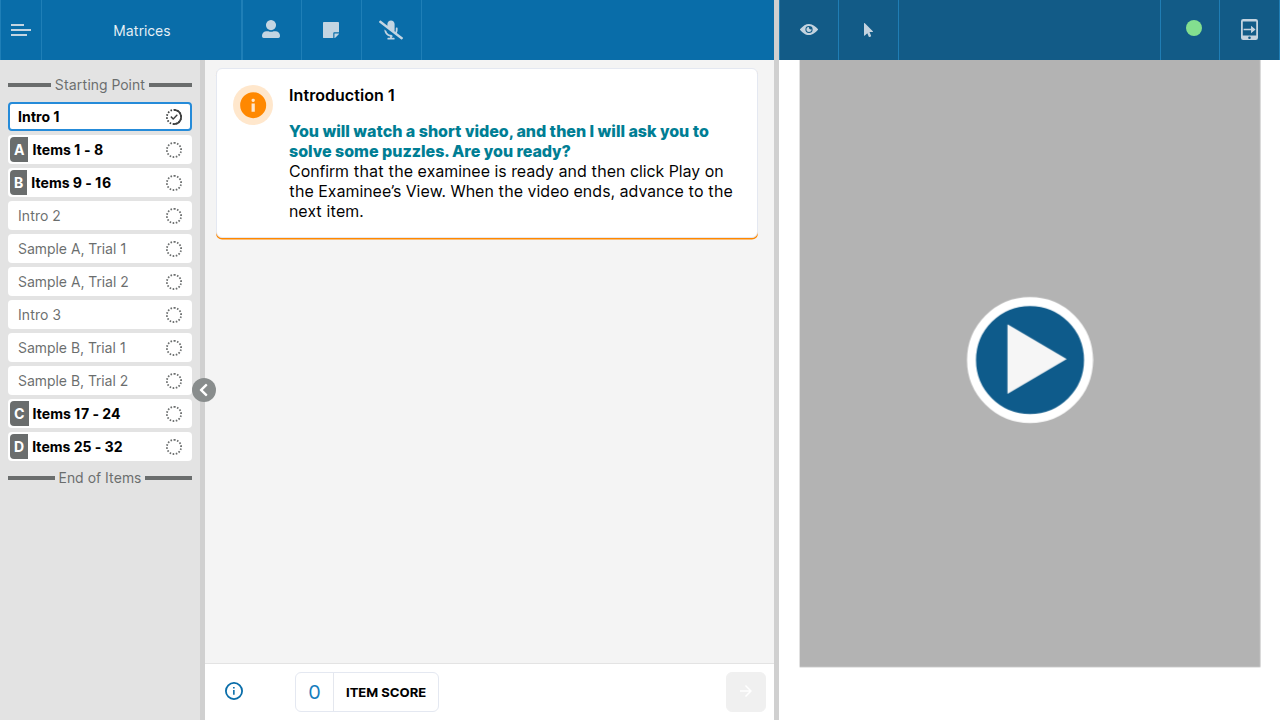 Matrices
Starting Point
Intro 1
A Items 1 - 8
B Items 9 - 16
Intro 2
Sample A, Trial 1
Sample A, Trial 2
Intro 3
Sample B, Trial 1
Sample B, Trial 2
C Items 17 - 24
D Items 25 - 32
End of Items
Introduction 1
You will watch a short video, and then I will ask you to
solve some puzzles. Are you ready?
Confirm that the examinee is ready and then click Play on
the Examinee’s View. When the video ends, advance to the
next item.
0 ITEM SCORE